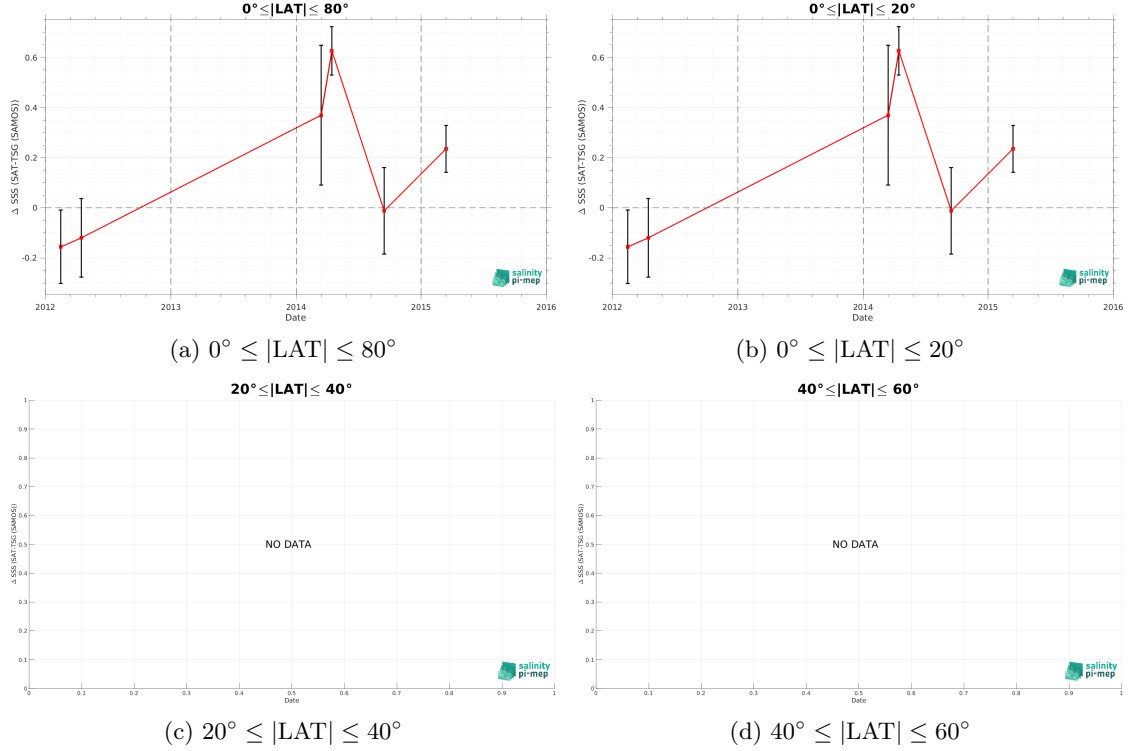 0°≤|LAT|≤ 80°
Δ SSS (SAT-TSG (SAMOS))
0.6
0.4
0.2
0
-0.2
2012 2013 2014 2015 2016
Date
salinity
pi-mep
(a) 0° ≤ |LAT| ≤ 80°
0°≤|LAT|≤ 20°
Δ SSS (SAT-TSG (SAMOS))
0.6
0.4
0.2
0
-0.2
2012 2013 2014 2015 2016
Date
salinity
pi-mep
(b) 0° ≤ |LAT| ≤ 20°
20°≤|LAT|≤ 40°
Δ SSS (SAT-TSG (SAMOS))
1
0.9
0.8
0.7
0.6
0.5
0.4
0.3
0.2
0.1
0
NO DATA
0 0.1 0.2 0.3 0.4 0.5 0.6 0.7 0.8 0.9 1
Date
salinity
pi-mep
(c) 20° ≤ |LAT| ≤ 40°
40°≤|LAT|≤ 60°
Δ SSS (SAT-TSG (SAMOS))
1
0.9
0.8
0.7
0.6
0.5
0.4
0.3
0.2
0.1
0
NO DATA
0 0.1 0.2 0.3 0.4 0.5 0.6 0.7 0.8 0.9 1
Date
salinity
pi-mep
(d) 40° ≤ |LAT| ≤ 60°